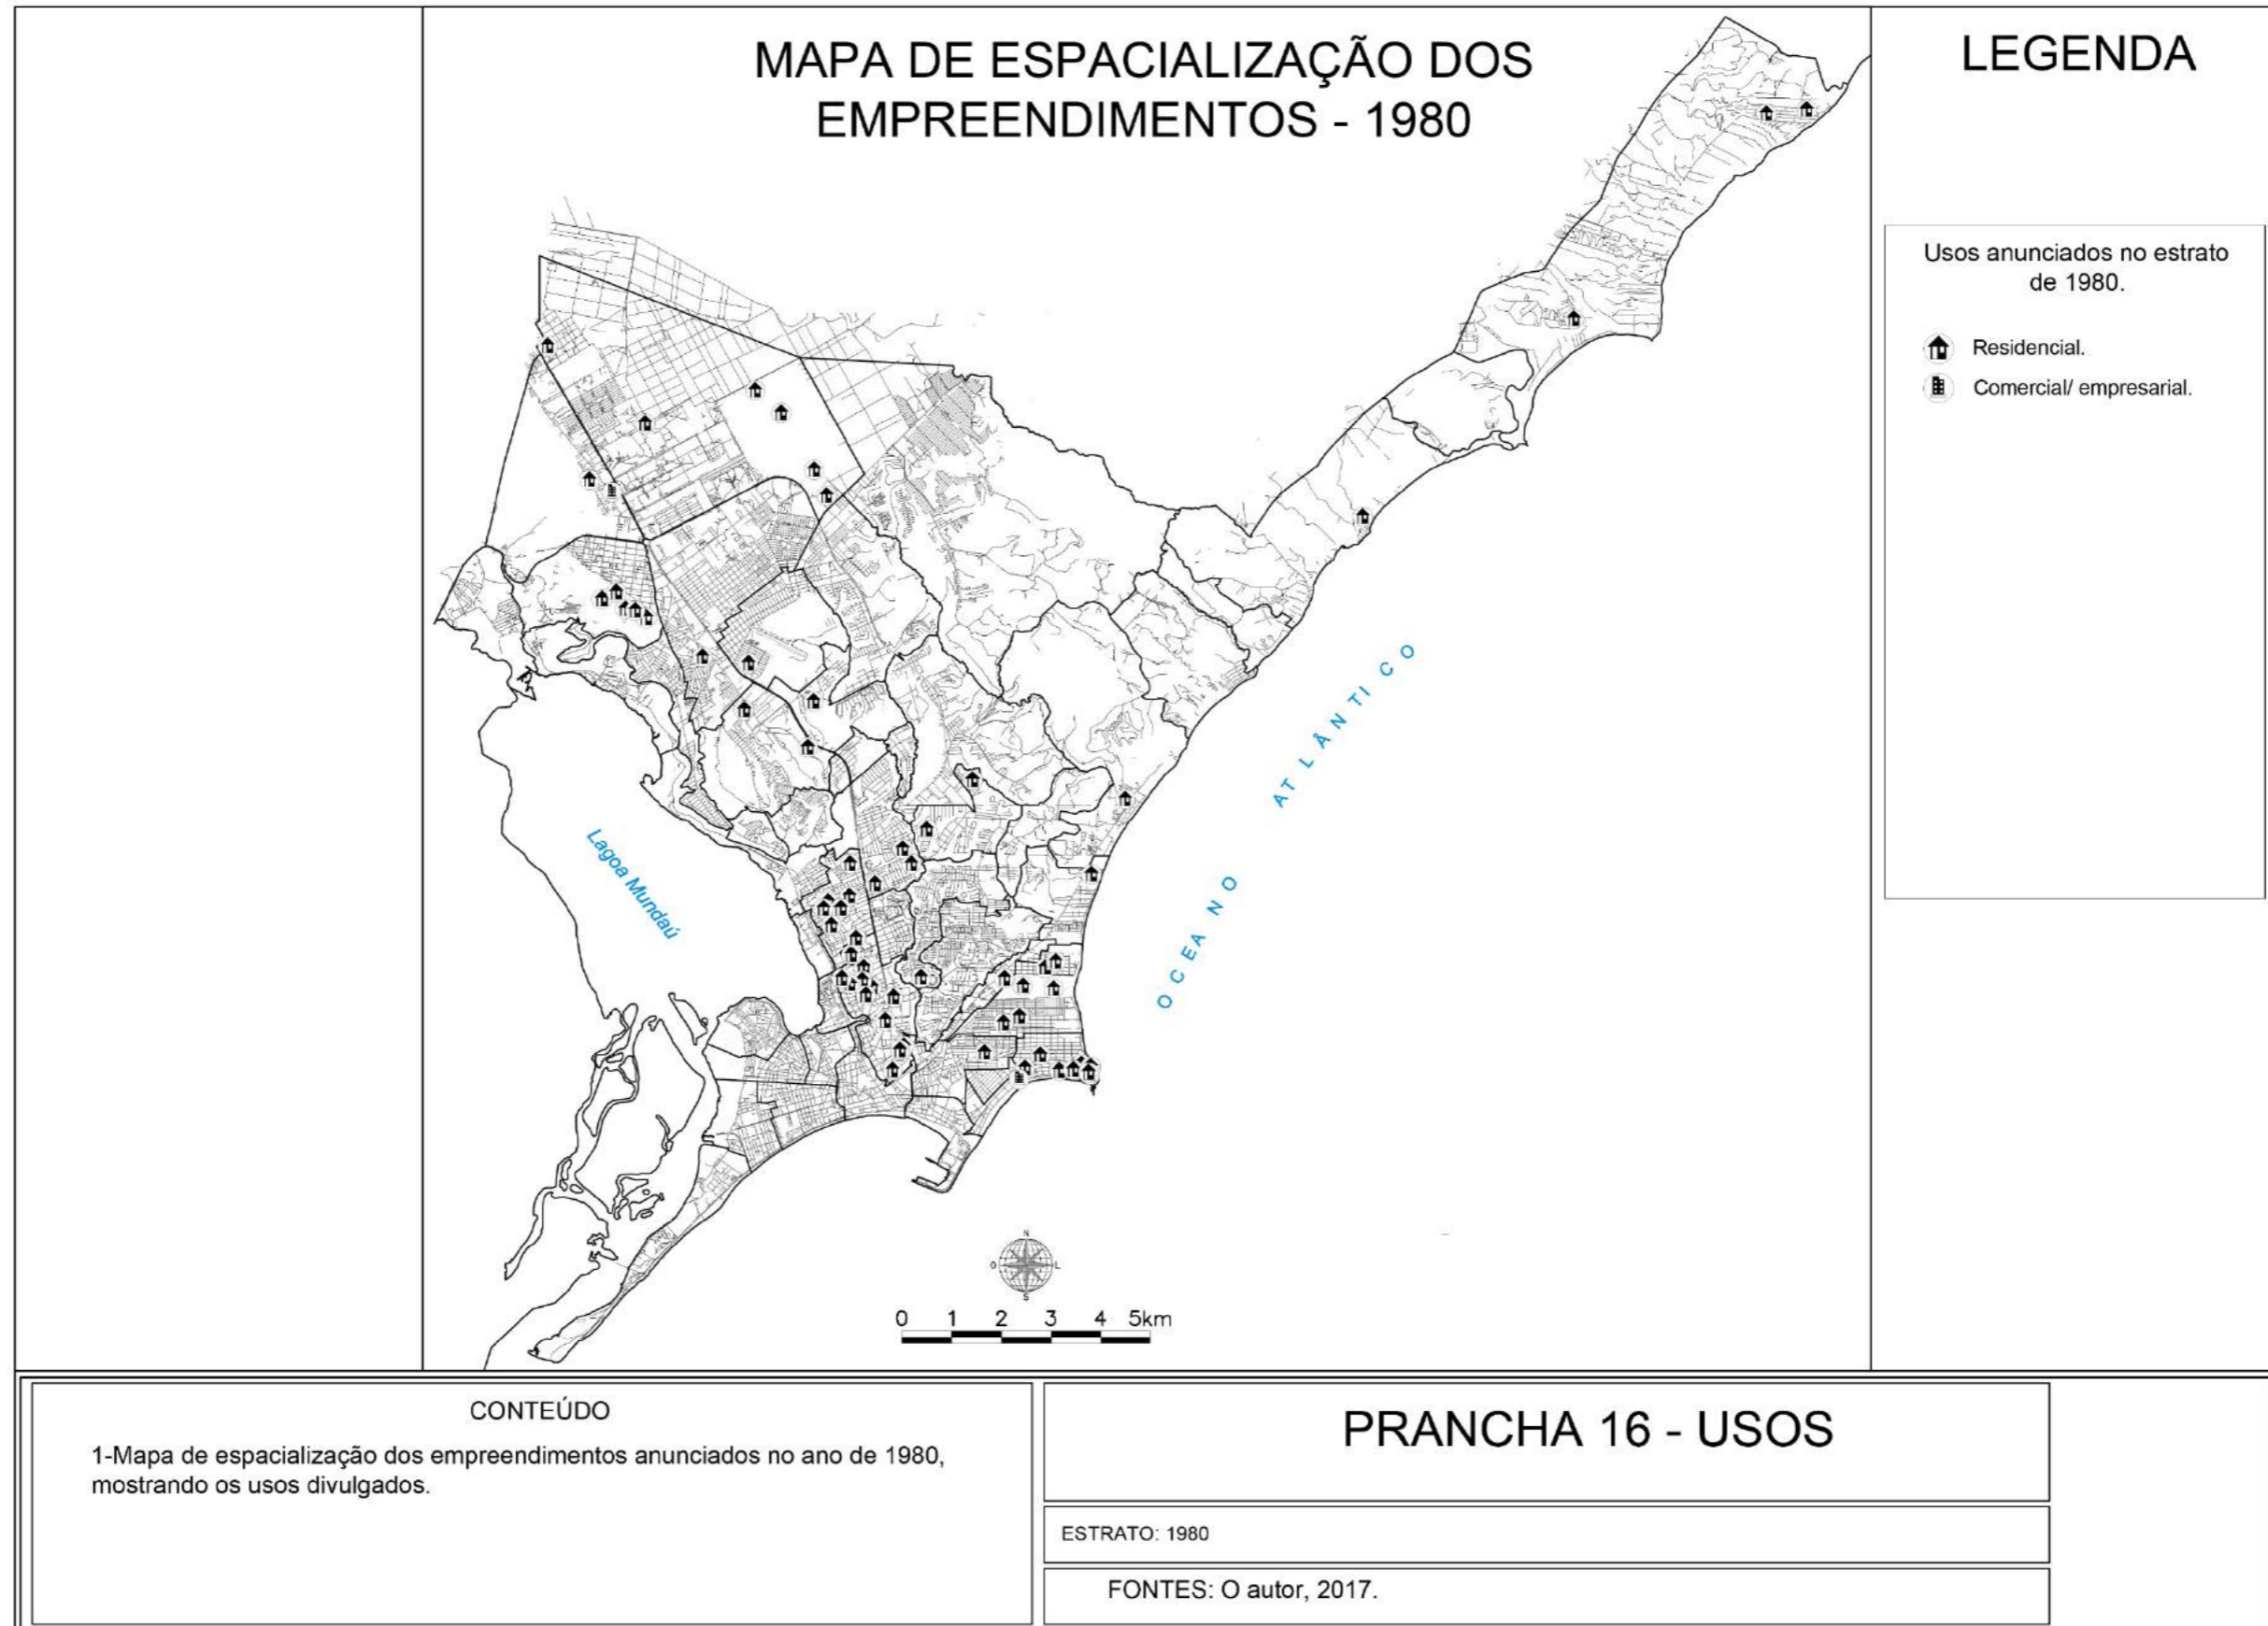 MAPA DE ESPACIALIZAÇÃO DOS
EMPREENDIMENTOS - 1980
LEGENDA
Usos anunciados no estrato
de 1980.
Residencial.
Comercial/ empresarial.
OCEANO ATLÂNTICO
Lagoa Mundaú
N
O
L
S
0 1 2 3 4 5km
CONTEÚDO
1-Mapa de espacialização dos empreendimentos anunciados no ano de 1980,
mostrando os usos divulgados.
PRANCHA 16 - USOS
ESTRATO: 1980
FONTES: O autor, 2017.